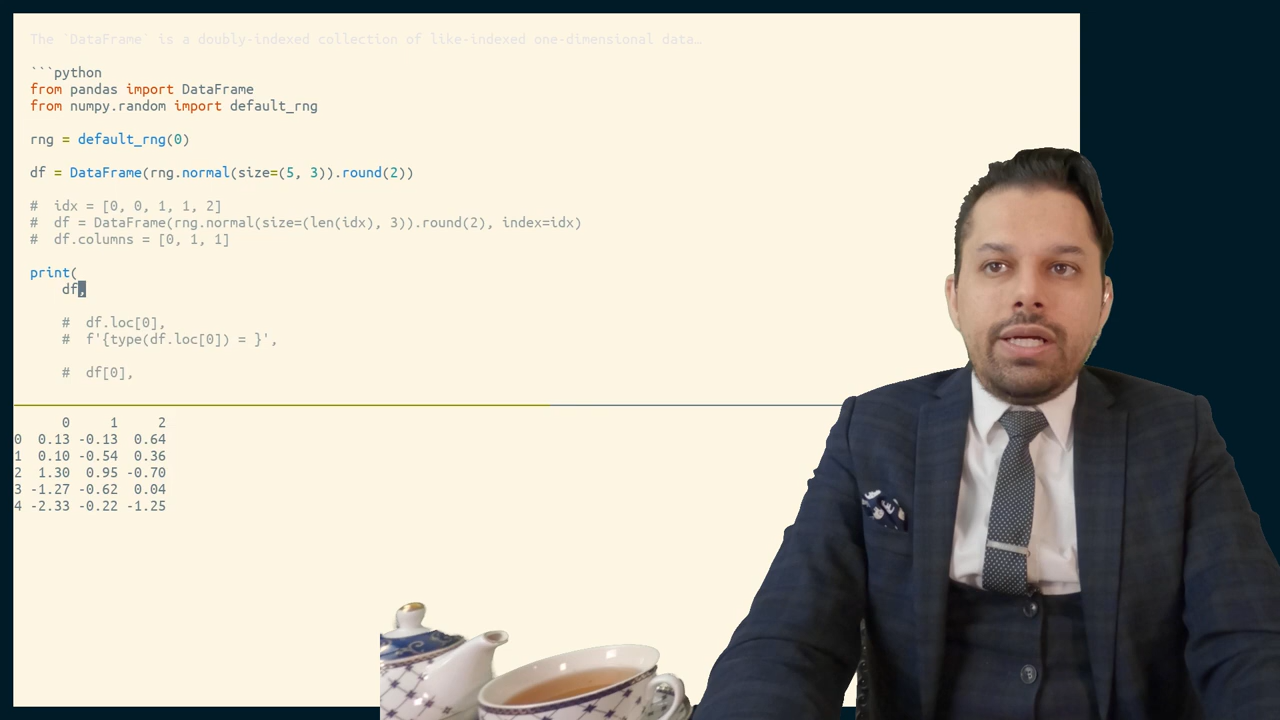 The `DataFrame` is a doubly-indexed collection of like-indexed one-dimensional data…
```python
from pandas import DataFrame
from numpy.random import default_rng
rng = default_rng(0)
df = DataFrame(rng.normal(size=(5, 3)).round(2))
#  idx = [0, 0, 1, 1, 2]
#  df = DataFrame(rng.normal(size=(len(idx), 3)).round(2), index=idx)
#  df.columns = [0, 1, 1]
print(
    df,
    #  df.loc[0],
    #  f'{type(df.loc[0]) = }',
    #  df[0],
      0     1     2
0  0.13 -0.13  0.64
1  0.10 -0.54  0.36
2  1.30  0.95 -0.70
3 -1.27 -0.62  0.04
4 -2.33 -0.22 -1.25